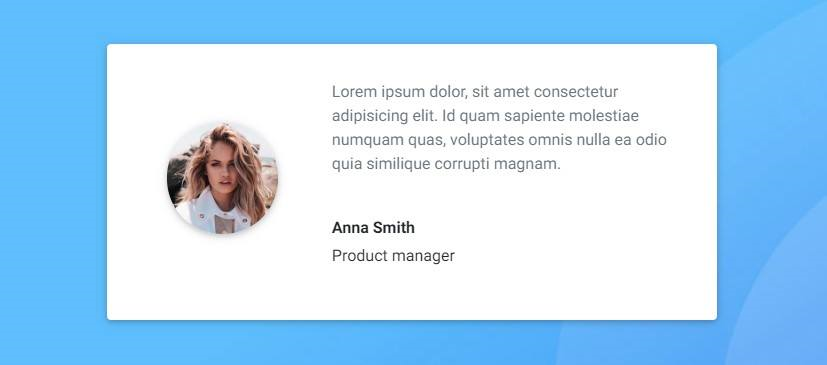 Lorem ipsum dolor, sit amet consectetur
adipisicing elit. Id quam sapiente molestiae
numquam quas, voluptates omnis nulla ea odio
quia similique corrupti magnam.
Anna Smith
Product manager